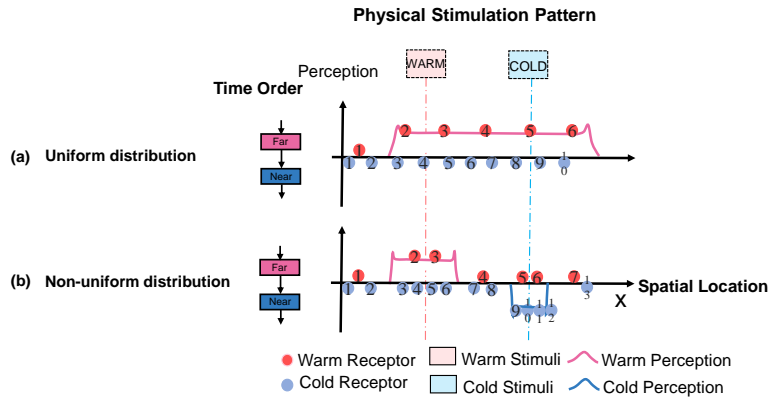 Physical Stimulation Pattern
WARM
COLD
Perception
Time Order
2 3 4 5 6
Far
(a) Uniform distribution
1
1 2 3 4 5 6 7 8 9 10
Near
2 3
Far
1 4 5 6 7
(b) Non-uniform distribution
1 2 3 4 5 6 7 8 13
Spatial Location
X
Near
9 10 11 12
Warm Receptor
Warm Stimuli
Warm Perception
Cold Receptor
Cold Stimuli
Cold Perception